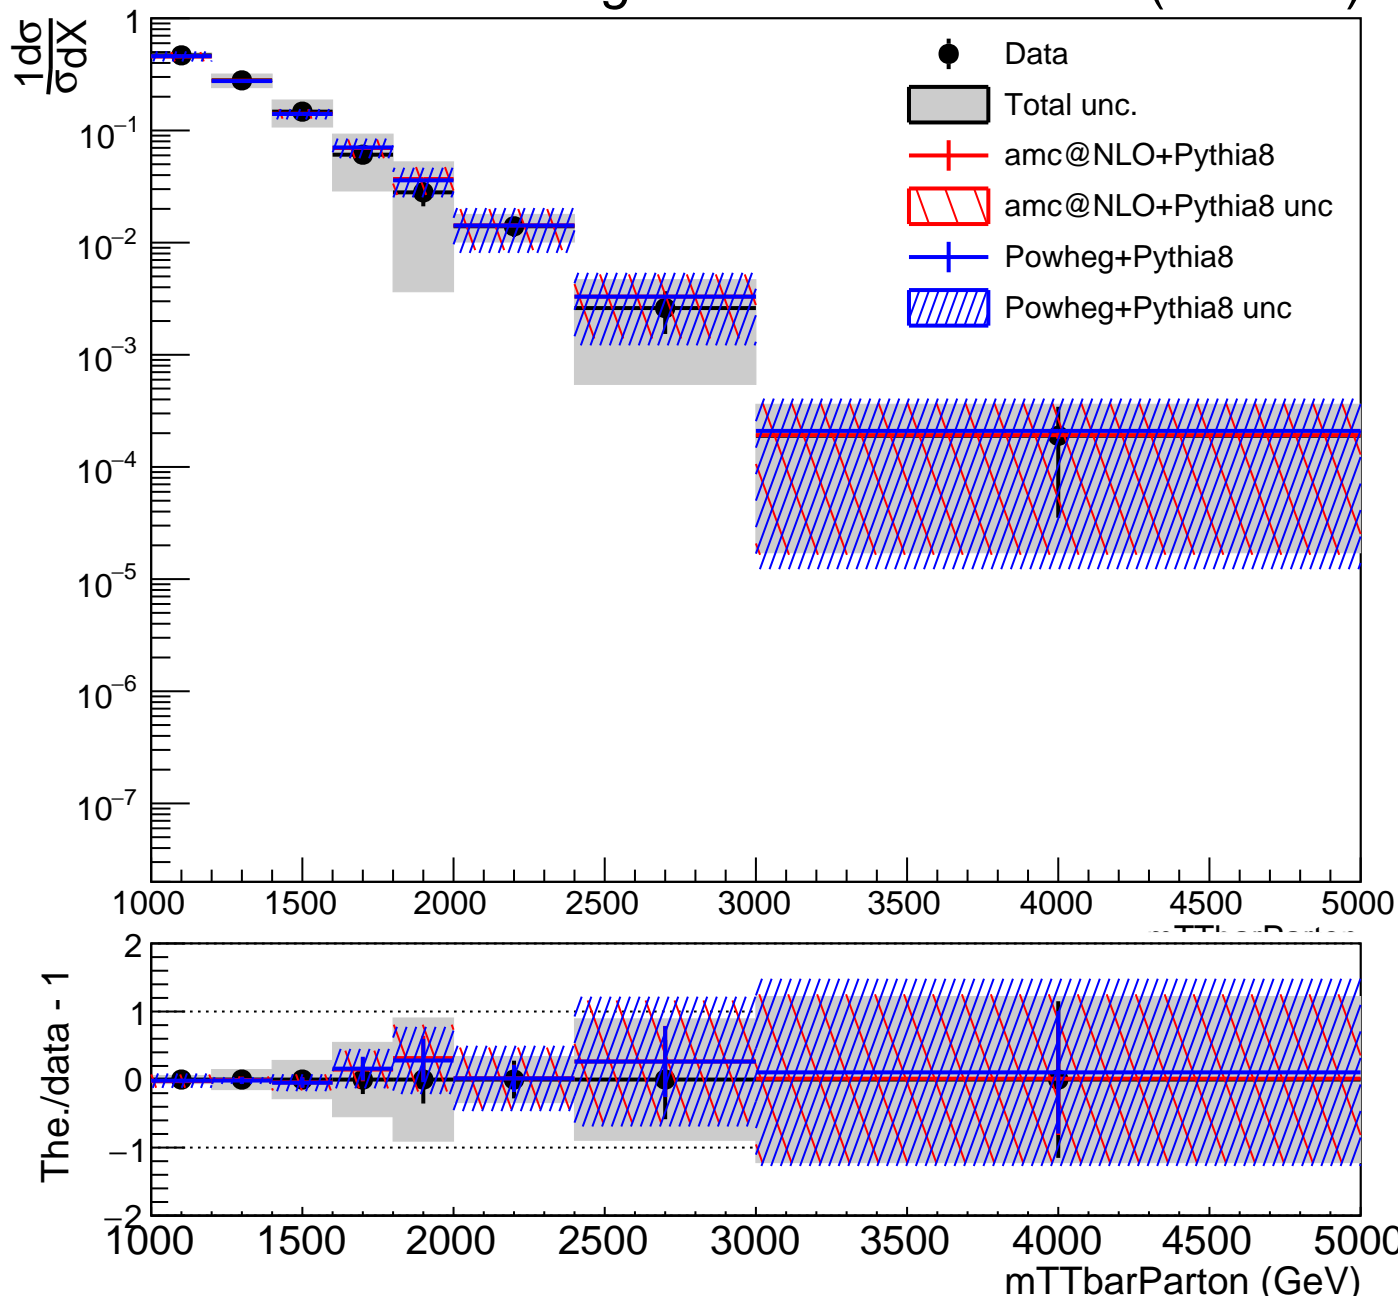 g
(
)
1dσ
σdX
Data
Total unc.
amc@NLO+Pythia8
amc@NLO+Pythia8 unc
Powheg+Pythia8
Powheg+Pythia8 unc
1
10⁻¹
10⁻²
10⁻³
10⁻⁴
10⁻⁵
10⁻⁶
10⁻⁷
1000 1500 2000 2500 3000 3500 4000 4500 5000
mTTbarParton
The./data - 1
2
1
0
−1
−2
1000 1500 2000 2500 3000 3500 4000 4500 5000
mTTbarParton (GeV)